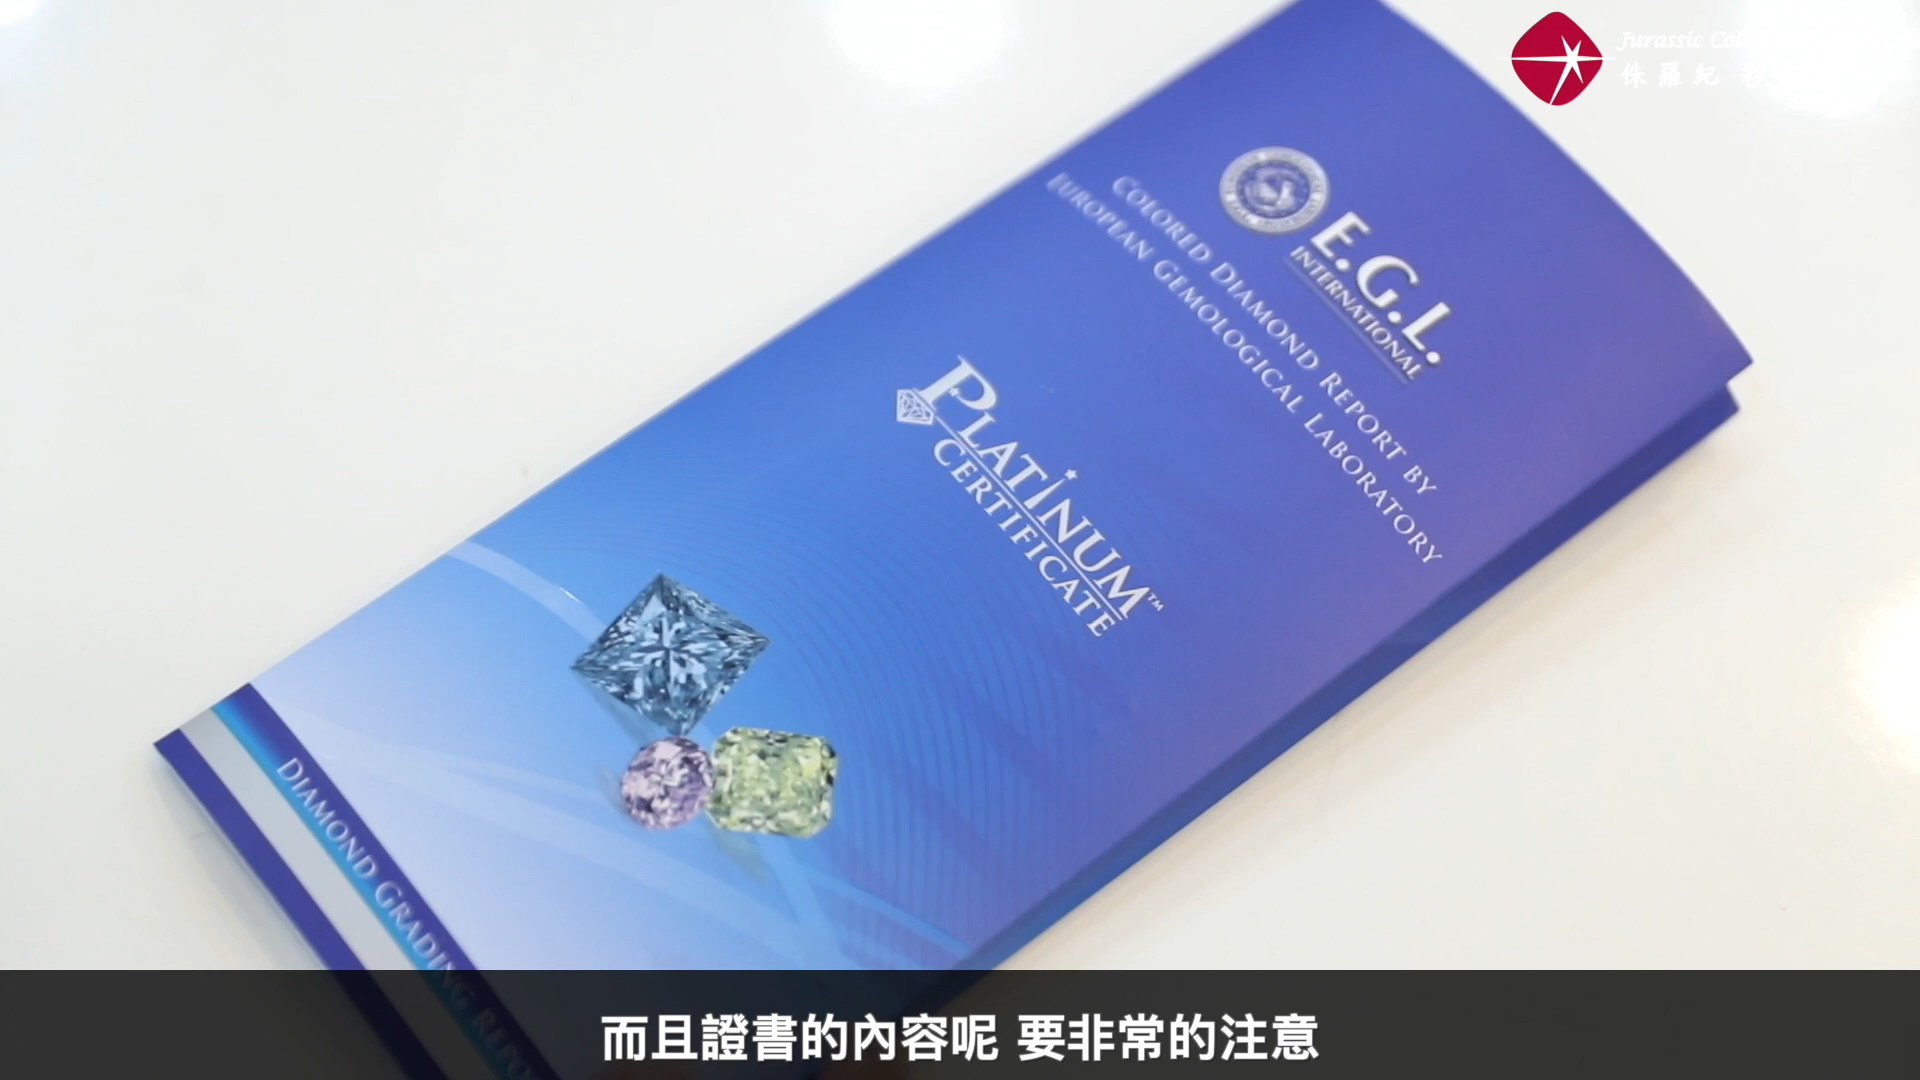 Jurassic
侏羅紀
E.G.L.
INTERNATIONAL
COLORED DIAMOND REPORT BY
EUROPEAN GEMOLOGICAL LABORATORY
PLATINUM™
CERTIFICATE
DIAMOND GRADING
而且證書的內容呢 要非常的注意